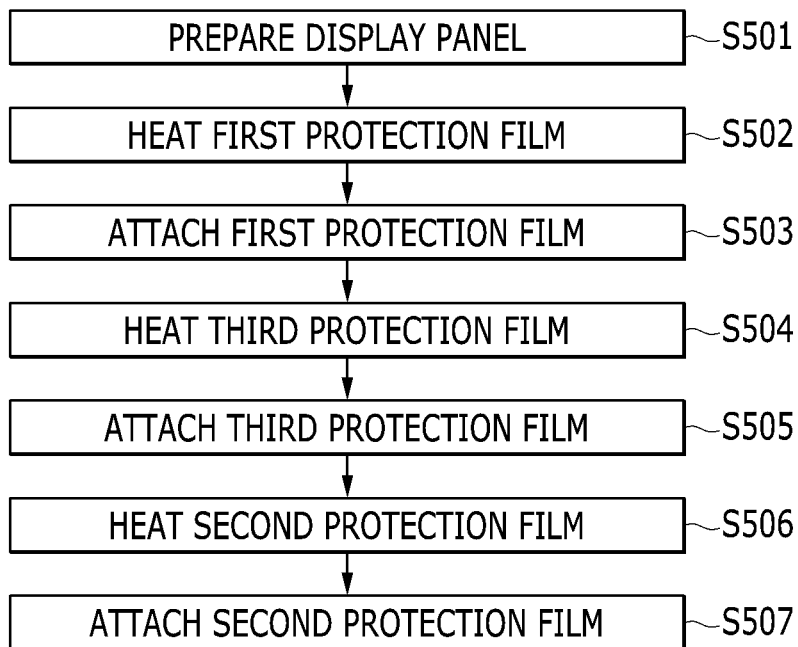 PREPARE DISPLAY PANEL S501
HEAT FIRST PROTECTION FILM S502
ATTACH FIRST PROTECTION FILM S503
HEAT THIRD PROTECTION FILM S504
ATTACH THIRD PROTECTION FILM S505
HEAT SECOND PROTECTION FILM S506
ATTACH SECOND PROTECTION FILM S507